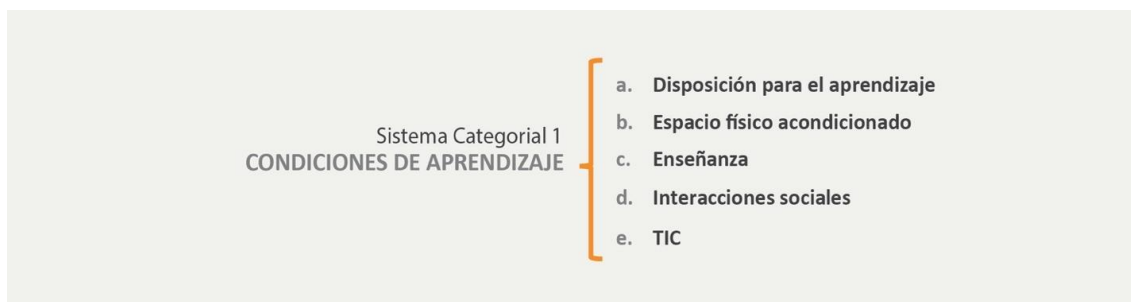 Sistema Categorial 1
CONDICIONES DE APRENDIZAJE
a. Disposición para el aprendizaje
b. Espacio físico acondicionado
c. Enseñanza
d. Interacciones sociales
e. TIC